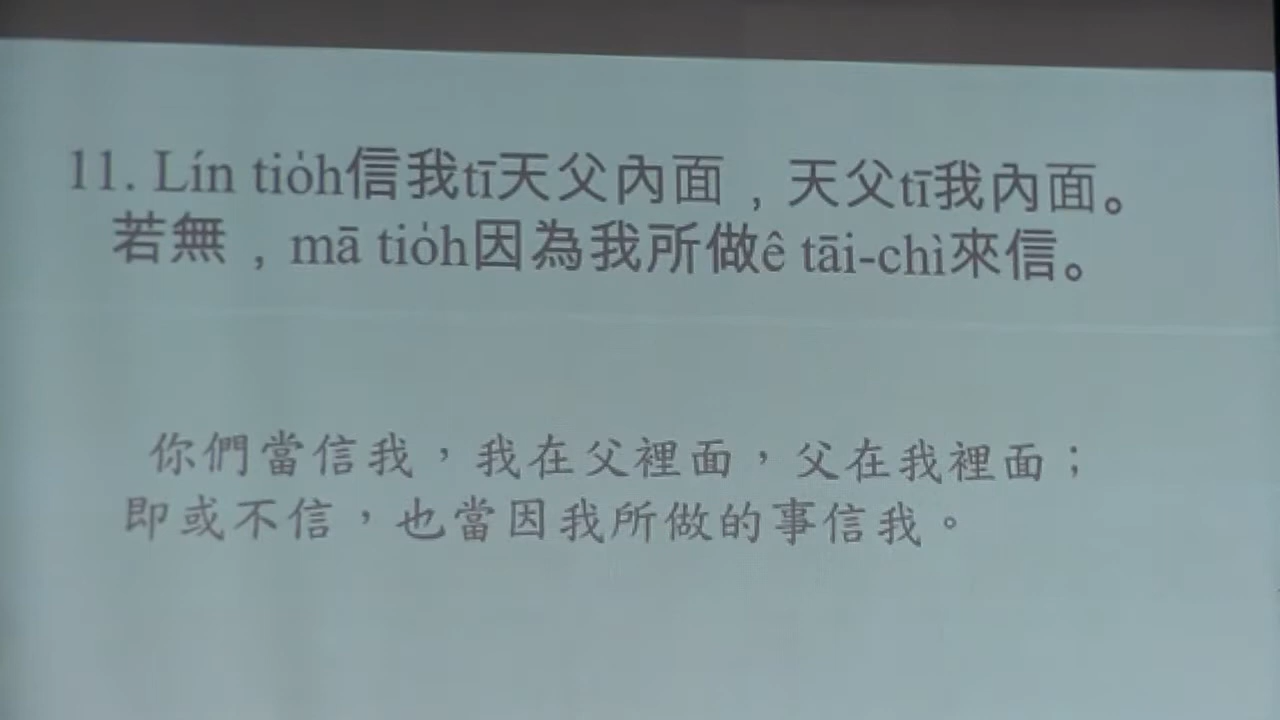 11. Lín tio̍h信我tī天父內面，天父tī我內面。
若無，mā tio̍h因為我所做ê tāi-chì來信。
你們當信我，我在父裡面，父在我裡面；
即或不信，也當因我所做的事信我。